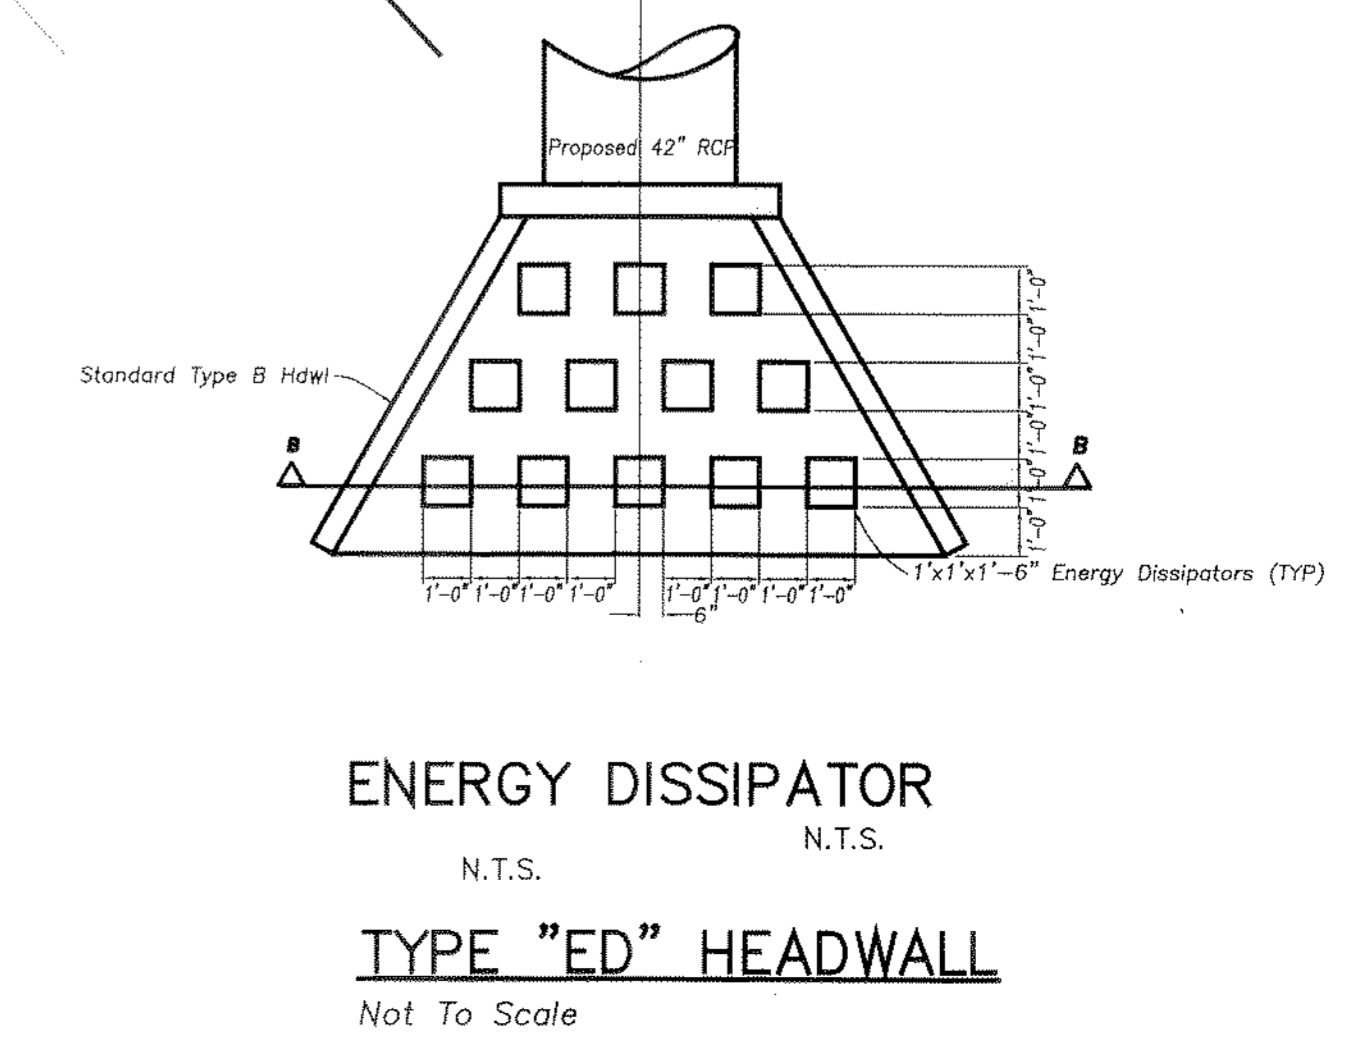 Proposed 42" RCP
1'-0"
1'-0"
1'-0"
1'-0"
1'-0"
1'-0"
Standard Type B Hdwl
B
B
1'x1'x1'-6" Energy Dissipators (TYP)
1'-0" 1'-0" 1'-0" 1'-0" 1'-0" 1'-0" 1'-0" 1'-0"
6"
ENERGY DISSIPATOR
N.T.S.
N.T.S.
TYPE "ED" HEADWALL
Not To Scale